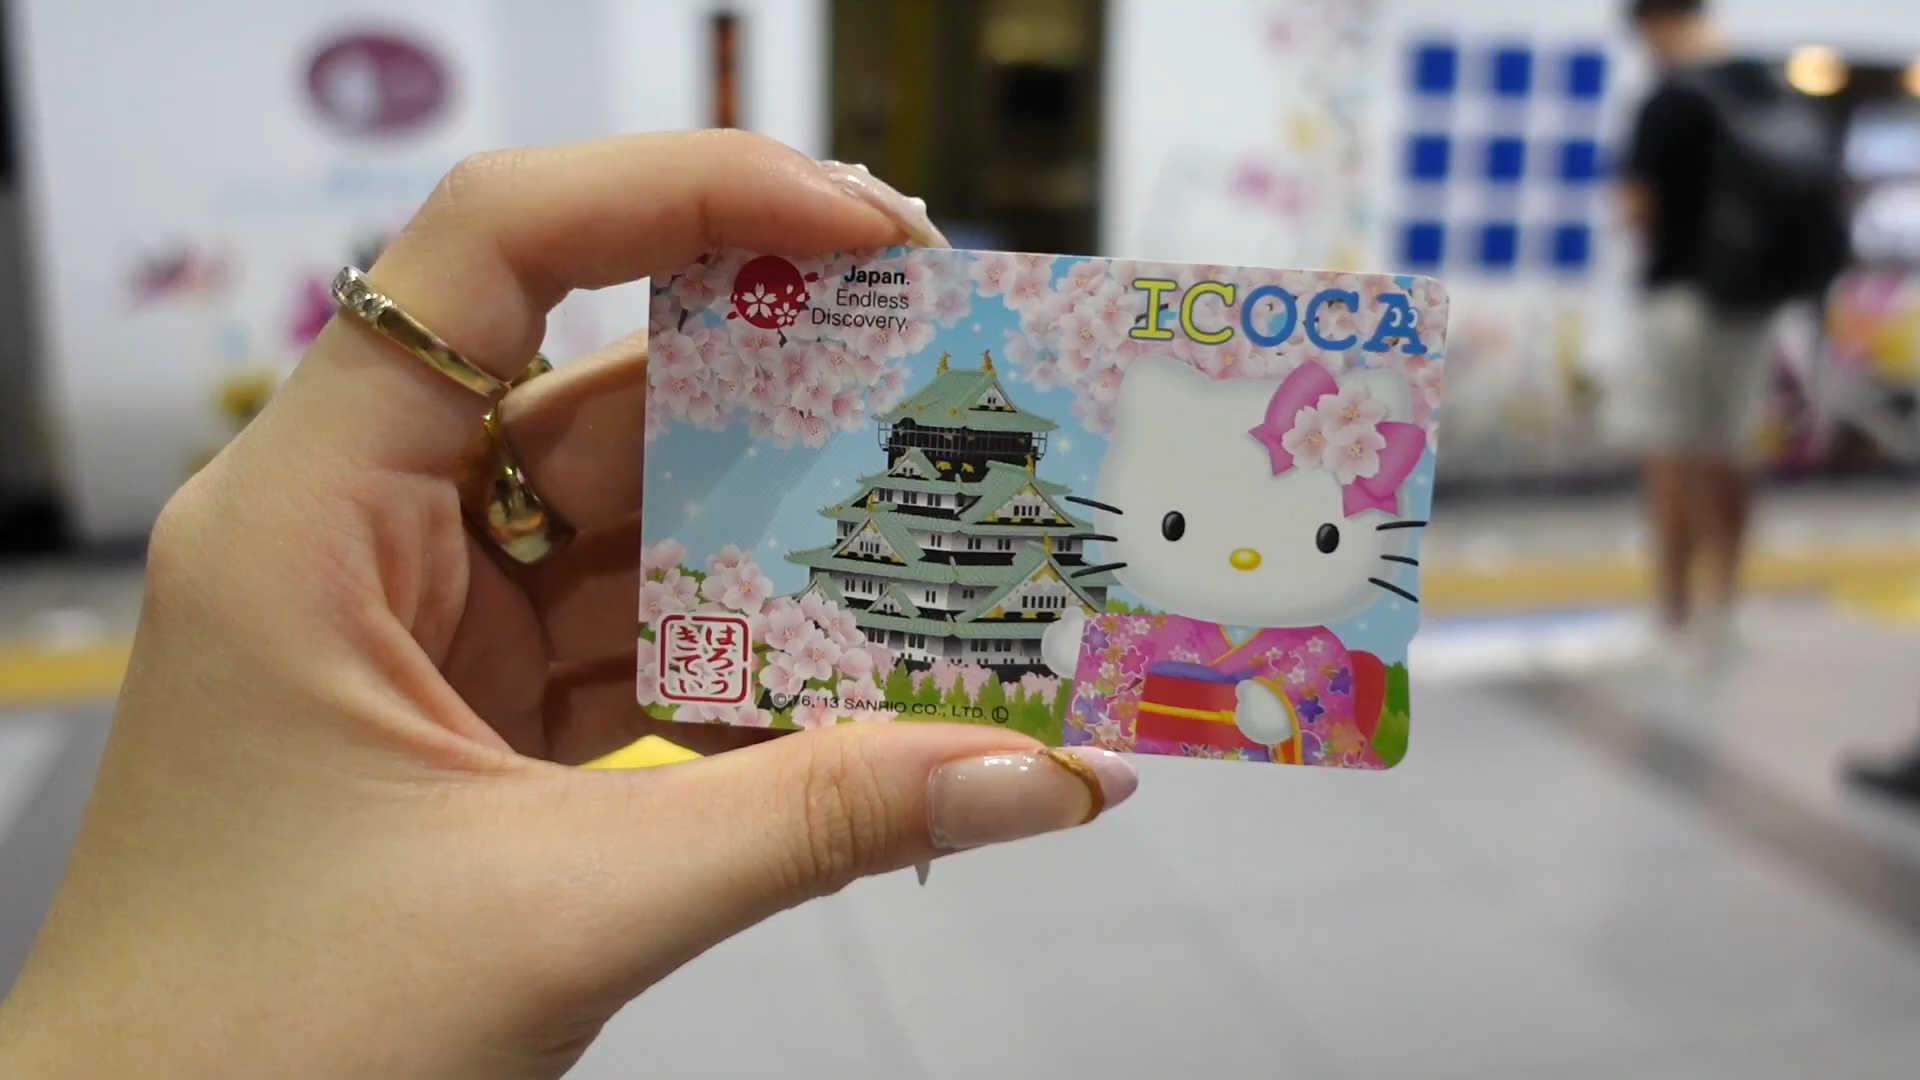 Japan.
Endless
Discovery.
ICOCA
はろう
きてぃ
©'76,'13 SANRIO CO., LTD. Ⓛ